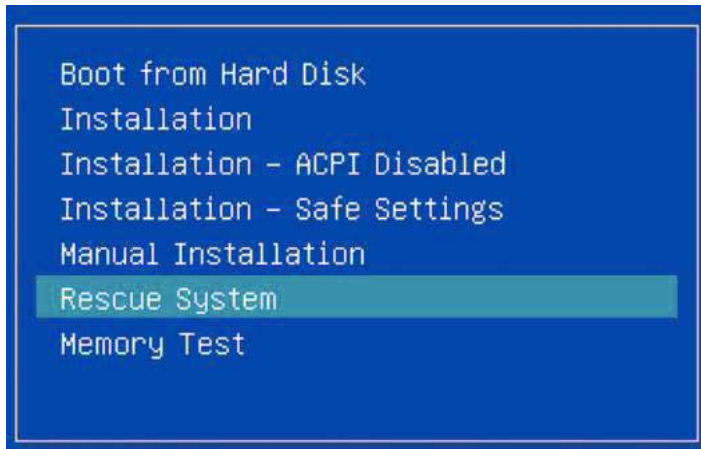 Boot from Hard Disk
Installation
Installation - ACPI Disabled
Installation - Safe Settings
Manual Installation
Rescue System
Memory Test